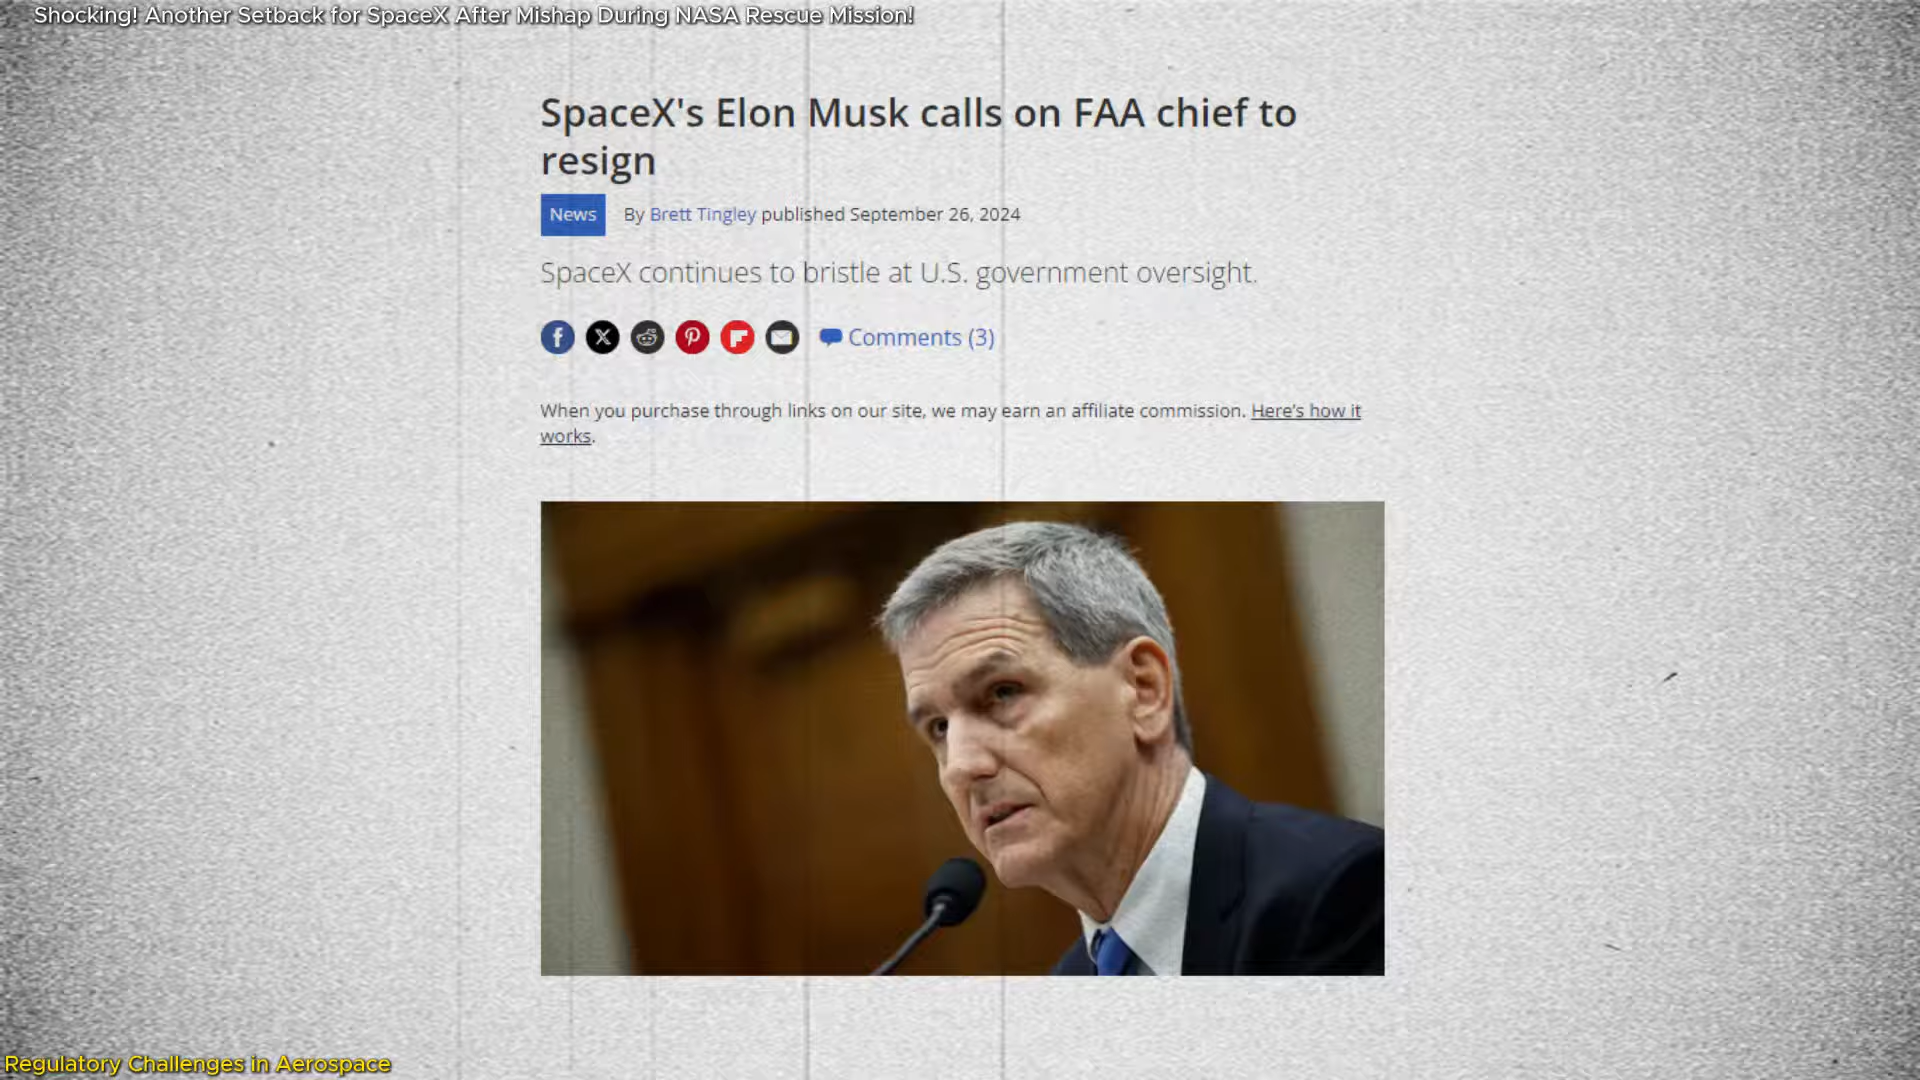 Shocking! Another Setback for SpaceX After Mishap During NASA Rescue Mission!
SpaceX's Elon Musk calls on FAA chief to
resign
News By Brett Tingley published September 26, 2024
SpaceX continues to bristle at U.S. government oversight.
Comments (3)
When you purchase through links on our site, we may earn an affiliate commission. Here's how it
works.
Regulatory Challenges in Aerospace